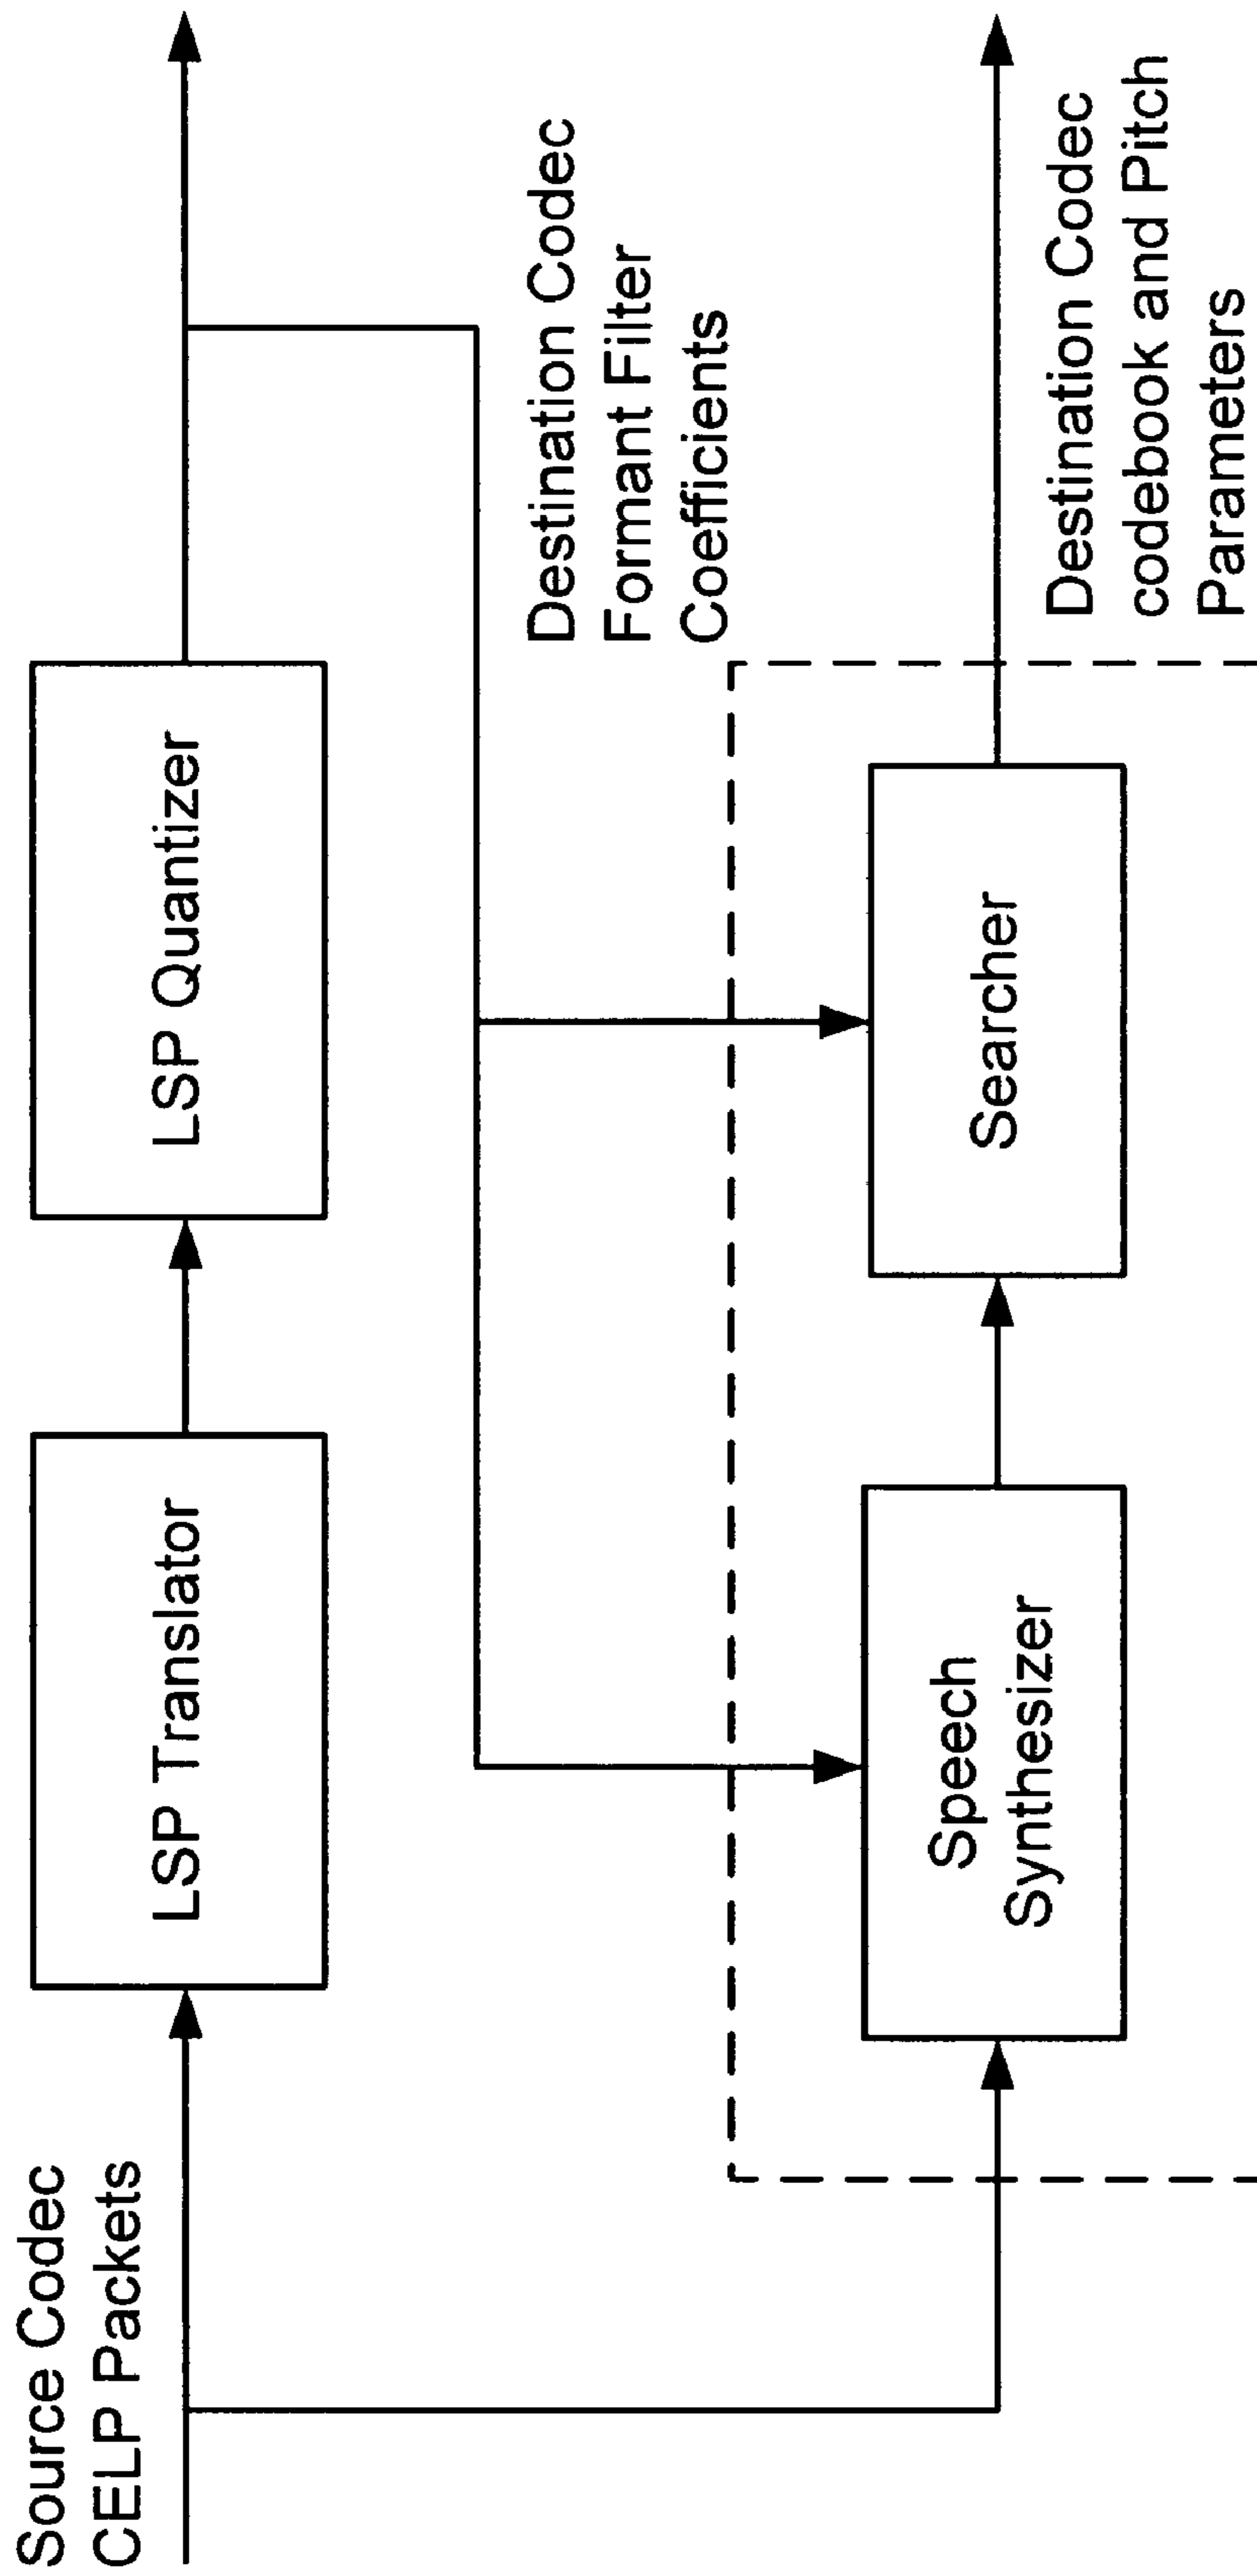 Source Codec
CELP Packets
LSP Translator
LSP Quantizer
Destination Codec
Formant Filter
Coefficients
Speech
Synthesizer
Searcher
Destination Codec
codebook and Pitch
Parameters